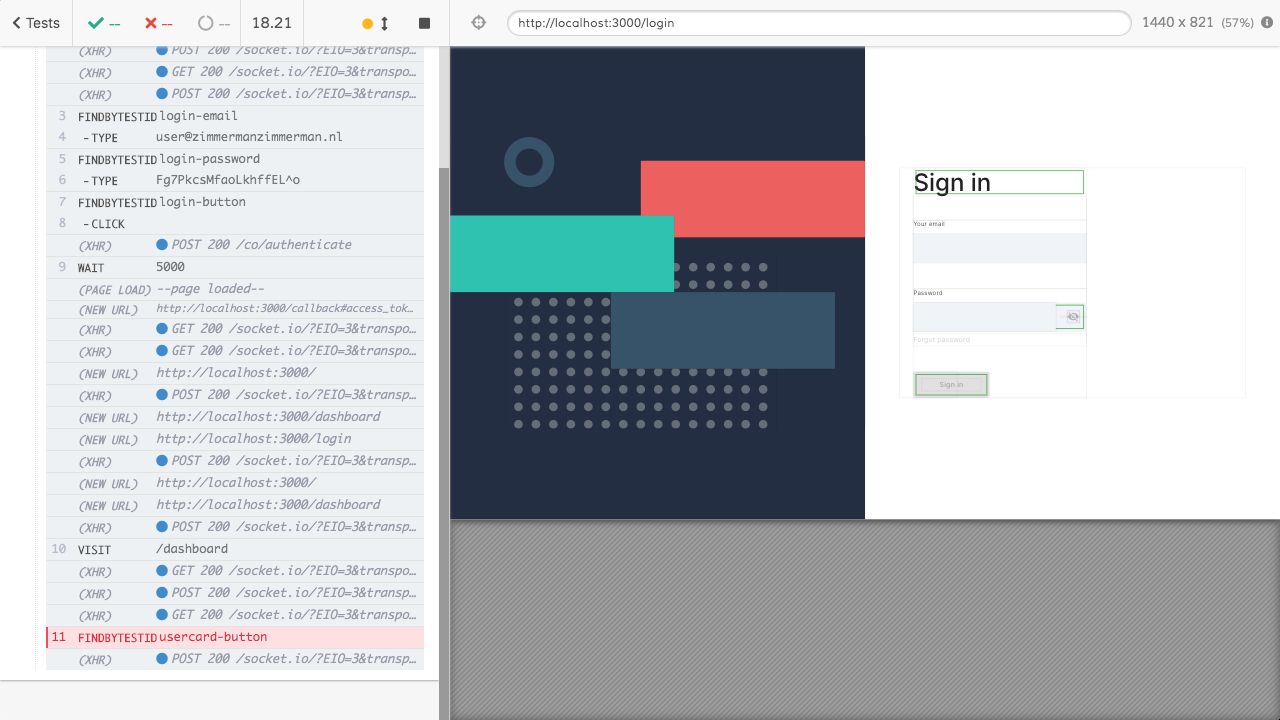 Tests
--
--
--
18.21
http://localhost:3000/login
1440 x 821 (57%)
(XHR) POST 200 /socket.io/?EIO=3&transpo…
(XHR) GET 200 /socket.io/?EIO=3&transpo…
(XHR) POST 200 /socket.io/?EIO=3&transpo…
3 FINDBYTESTID login-email
4 -TYPE user@zimmermanzimmerman.nl
5 FINDBYTESTID login-password
6 -TYPE Fg7PkcsMfaoLkhffEL^o
7 FINDBYTESTID login-button
8 -CLICK
(XHR) POST 200 /co/authenticate
9 WAIT 5000
(PAGE LOAD) --page loaded--
(NEW URL) http://localhost:3000/callback#access_tok…
(XHR) GET 200 /socket.io/?EIO=3&transpo…
(XHR) GET 200 /socket.io/?EIO=3&transpo…
(NEW URL) http://localhost:3000/
(XHR) POST 200 /socket.io/?EIO=3&transpo…
(NEW URL) http://localhost:3000/dashboard
(NEW URL) http://localhost:3000/login
(XHR) POST 200 /socket.io/?EIO=3&transpo…
(NEW URL) http://localhost:3000/
(NEW URL) http://localhost:3000/dashboard
(XHR) POST 200 /socket.io/?EIO=3&transpo…
10 VISIT /dashboard
(XHR) GET 200 /socket.io/?EIO=3&transpo…
(XHR) POST 200 /socket.io/?EIO=3&transpo…
(XHR) GET 200 /socket.io/?EIO=3&transpo…
11 FINDBYTESTID usercard-button
(XHR) POST 200 /socket.io/?EIO=3&transp…
Sign in
Your email
Password
Forgot password
Sign in